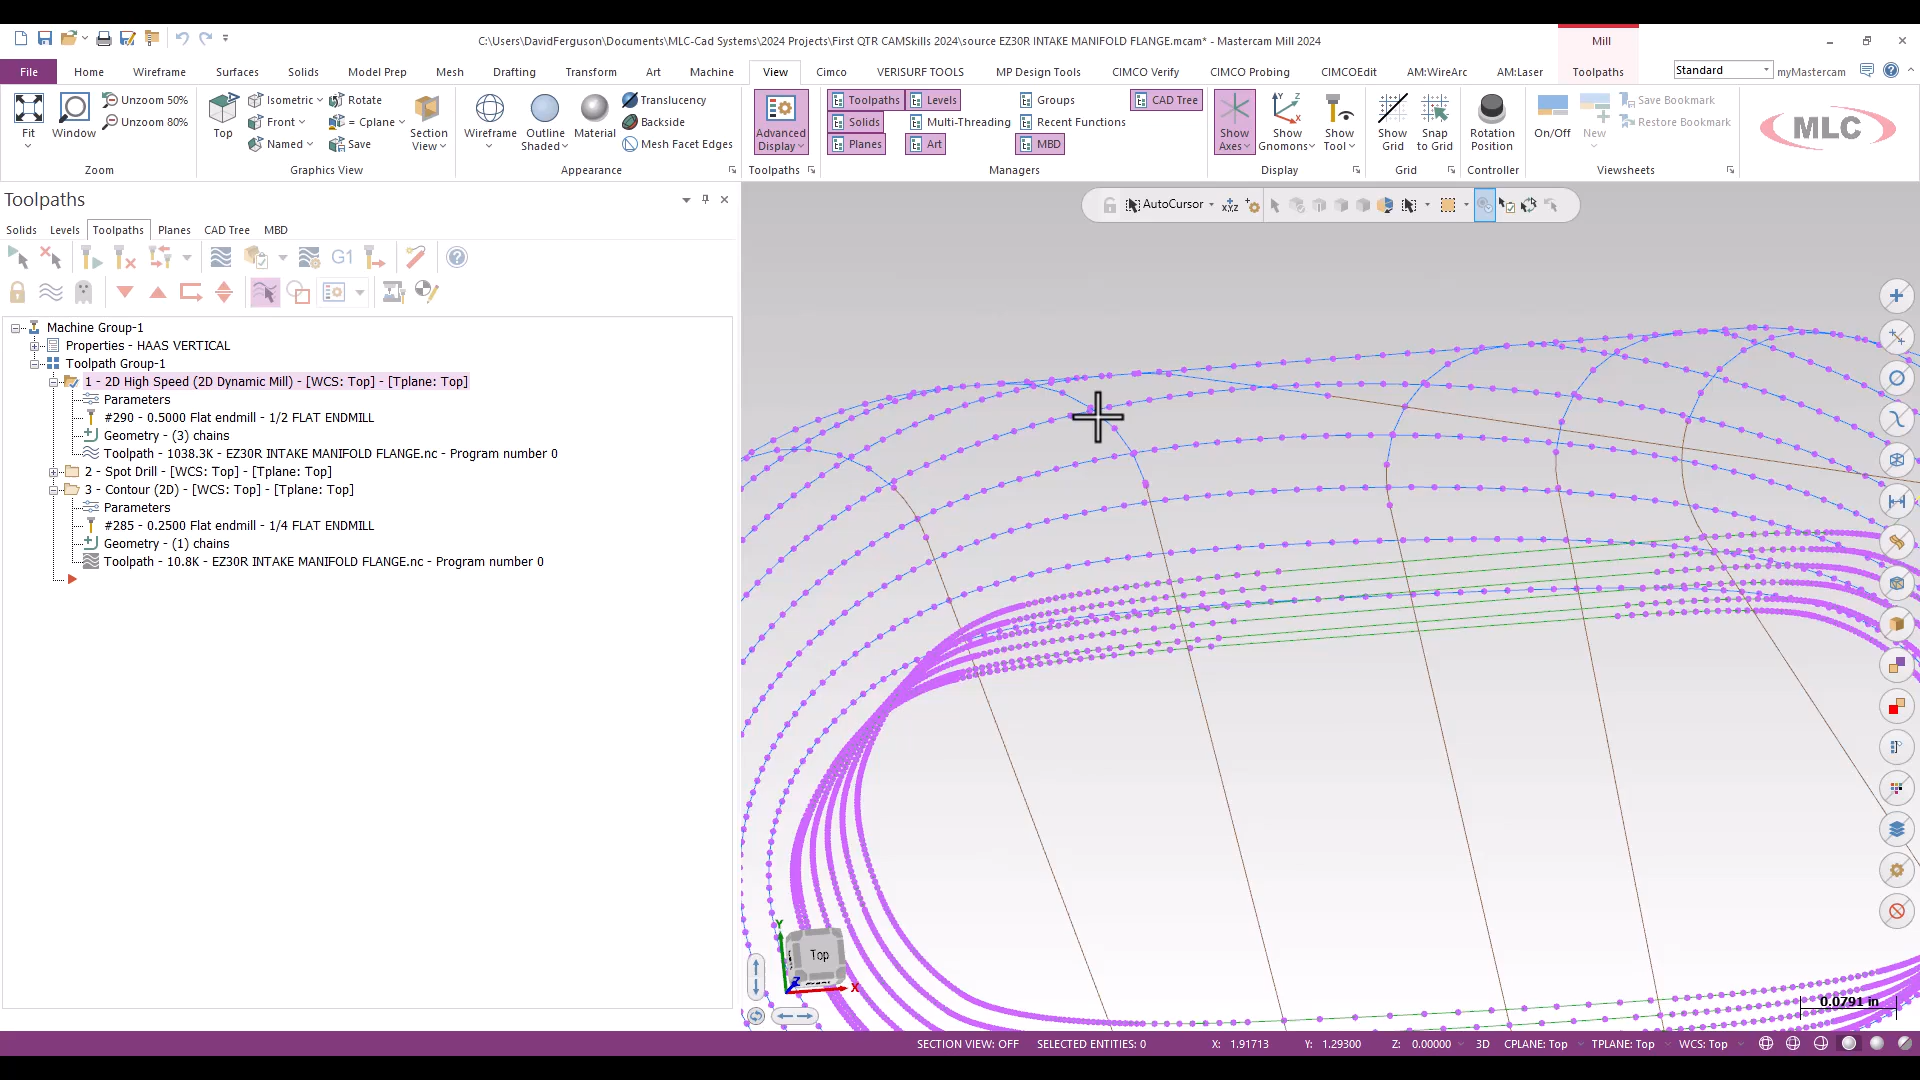 C:\Users\DavidFerguson\Documents\MLC-Cad Systems\2024 Projects\First QTR CAMSkills 2024\source EZ30R INTAKE MANIFOLD FLANGE.mcam* - Mastercam Mill 2024
Mill
File Home Wireframe Surfaces Solids Model Prep Mesh Drafting Transform Art Machine View Cimco VERISURF TOOLS MP Design Tools CIMCO Verify CIMCO Probing CIMCOEdit AM:WireArc AM:Laser Toolpaths
Standard
myMastercam
Fit
Window
Unzoom 50%
Unzoom 80%
Zoom
Top
Isometric
Front
Named
Rotate
= Cplane
Save
Section View
Graphics View
Wireframe
Outline Shaded
Material
Translucency
Backside
Mesh Facet Edges
Appearance
Advanced Display
Toolpaths
Toolpaths
Solids
Planes
Levels
Multi-Threading
Art
Groups
Recent Functions
MBD
CAD Tree
Managers
Show Axes
Show Gnomons
Show Tool
Display
Show Grid
Snap to Grid
Grid
Rotation Position
Controller
On/Off
New
Save Bookmark
Restore Bookmark
Viewsheets
MLC
Toolpaths
Solids Levels Toolpaths Planes CAD Tree MBD
G1
Machine Group-1
Properties - HAAS VERTICAL
Toolpath Group-1
1 - 2D High Speed (2D Dynamic Mill) - [WCS: Top] - [Tplane: Top]
Parameters
#290 - 0.5000 Flat endmill - 1/2 FLAT ENDMILL
Geometry - (3) chains
Toolpath - 1038.3K - EZ30R INTAKE MANIFOLD FLANGE.nc - Program number 0
2 - Spot Drill - [WCS: Top] - [Tplane: Top]
3 - Contour (2D) - [WCS: Top] - [Tplane: Top]
Parameters
#285 - 0.2500 Flat endmill - 1/4 FLAT ENDMILL
Geometry - (1) chains
Toolpath - 10.8K - EZ30R INTAKE MANIFOLD FLANGE.nc - Program number 0
AutoCursor
Y
Top
Z
X
0.0791 in
SECTION VIEW: OFF SELECTED ENTITIES: 0 X: 1.91713 Y: 1.29300 Z: 0.00000 3D CPLANE: Top TPLANE: Top WCS: Top